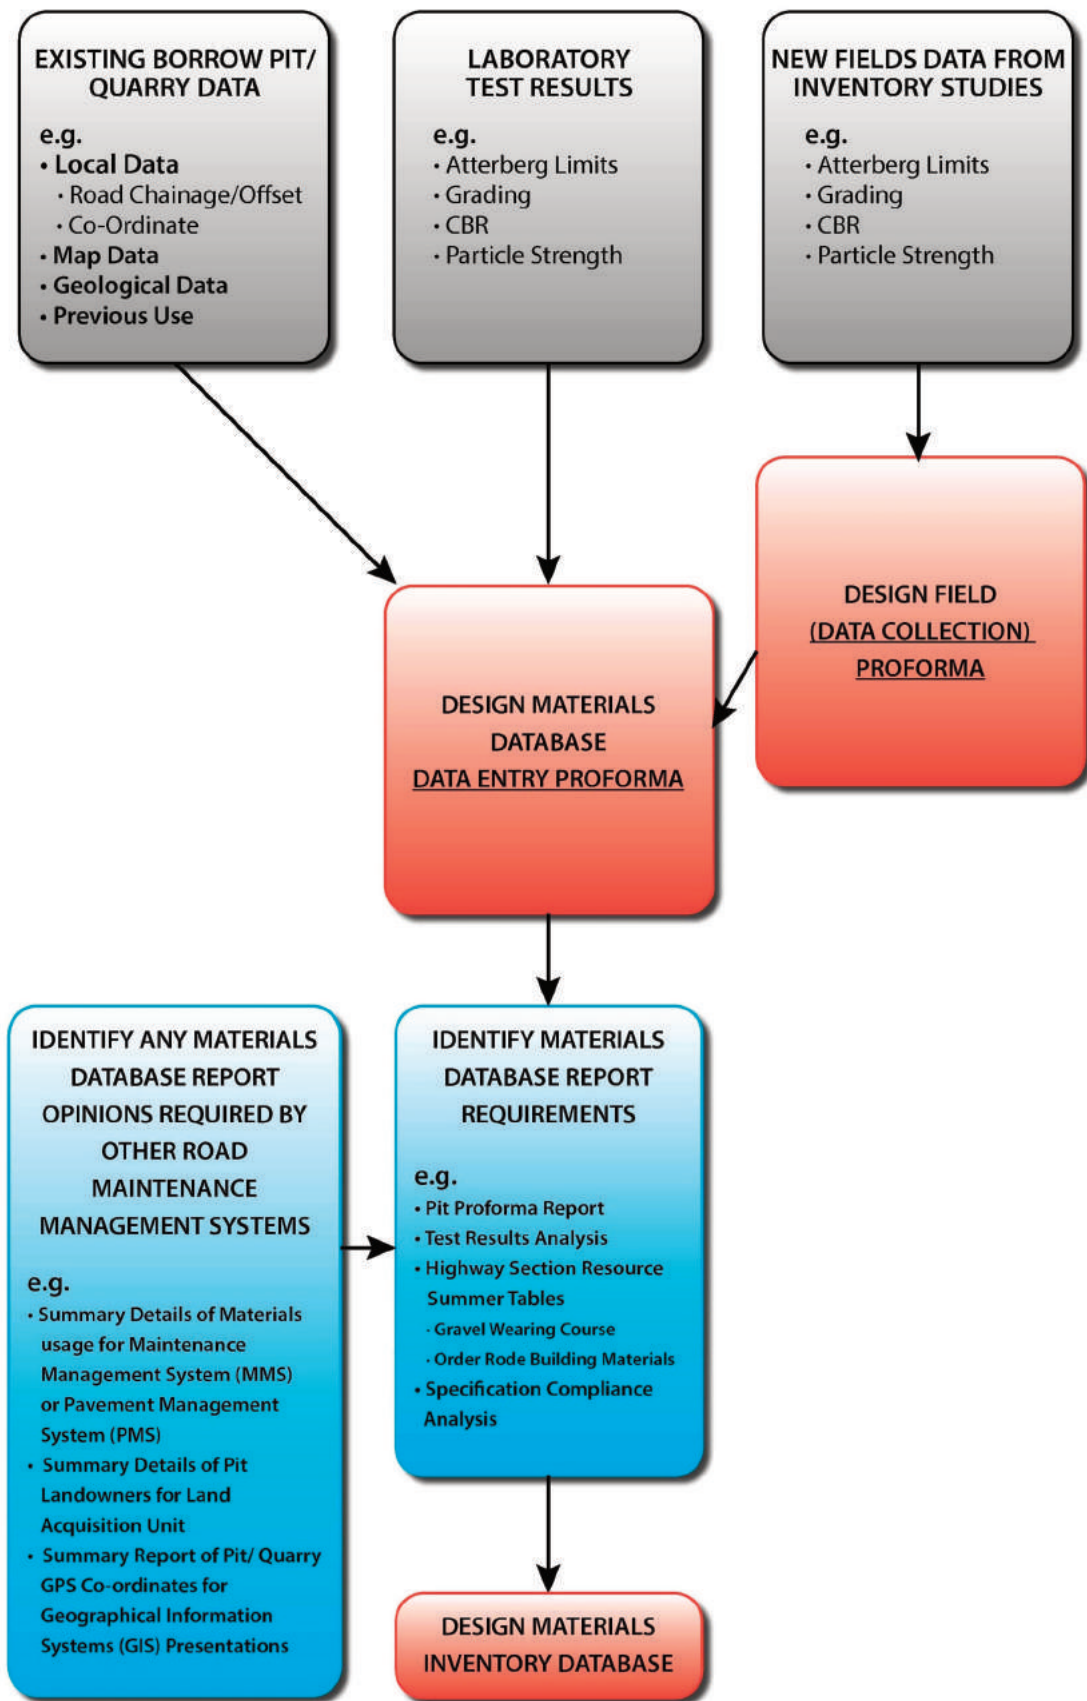 EXISTING BORROW PIT/
QUARRY DATA
e.g.
• Local Data
· Road Chainage/Offset
· Co-Ordinate
• Map Data
• Geological Data
• Previous Use
LABORATORY
TEST RESULTS
e.g.
· Atterberg Limits
· Grading
· CBR
· Particle Strength
NEW FIELDS DATA FROM
INVENTORY STUDIES
e.g.
· Atterberg Limits
· Grading
· CBR
· Particle Strength
DESIGN FIELD
(DATA COLLECTION)
PROFORMA
DESIGN MATERIALS
DATABASE
DATA ENTRY PROFORMA
IDENTIFY ANY MATERIALS
DATABASE REPORT
OPINIONS REQUIRED BY
OTHER ROAD
MAINTENANCE
MANAGEMENT SYSTEMS
e.g.
• Summary Details of Materials
usage for Maintenance
Management System (MMS)
or Pavement Management
System (PMS)
• Summary Details of Pit
Landowners for Land
Acquisition Unit
• Summary Report of Pit/ Quarry
GPS Co-ordinates for
Geographical Information
Systems (GIS) Presentations
IDENTIFY MATERIALS
DATABASE REPORT
REQUIREMENTS
e.g.
• Pit Proforma Report
• Test Results Analysis
• Highway Section Resource
Summer Tables
· Gravel Wearing Course
· Order Rode Building Materials
• Specification Compliance
Analysis
DESIGN MATERIALS
INVENTORY DATABASE